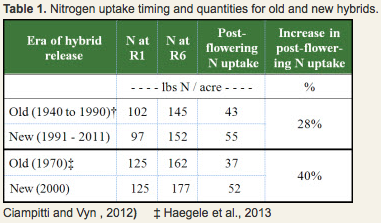 Table 1. Nitrogen uptake timing and quantities for old and new hybrids.
Era of hybrid release | N at R1 | N at R6 | Post-flowering N uptake | Increase in post-flower-ing N uptake
- - - - lbs N / acre - - - - %
Old (1940 to 1990)† 102 145 43 28%
New (1991 - 2011) 97 152 55
Old (1970)‡ 125 162 37 40%
New (2000) 125 177 52
Ciampitti and Vyn , 2012) ‡ Haegele et al., 2013